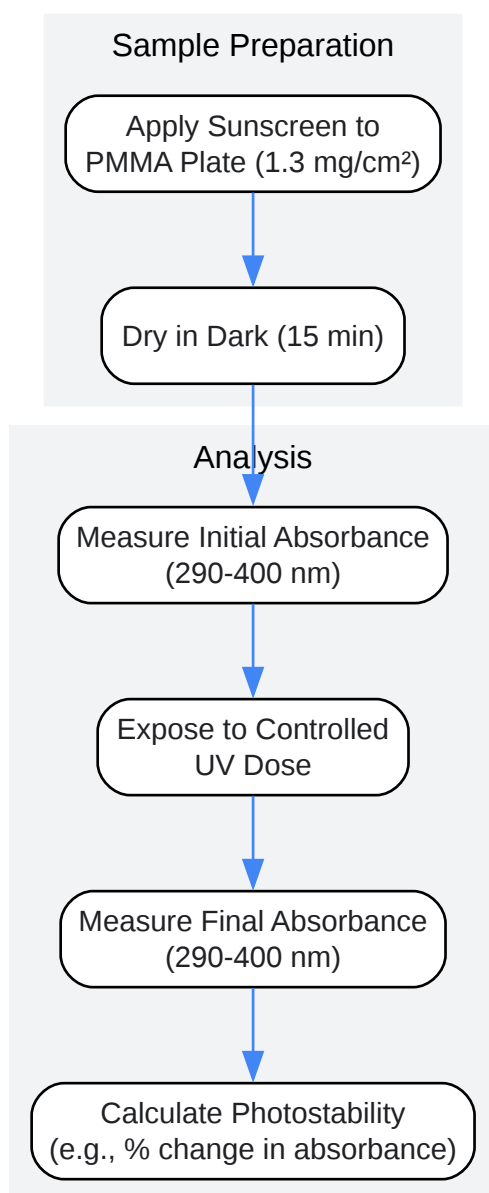 Sample Preparation
Apply Sunscreen to
PMMA Plate (1.3 mg/cm²)
Dry in Dark (15 min)
Analysis
Measure Initial Absorbance
(290-400 nm)
Expose to Controlled
UV Dose
Measure Final Absorbance
(290-400 nm)
Calculate Photostability
(e.g., % change in absorbance)